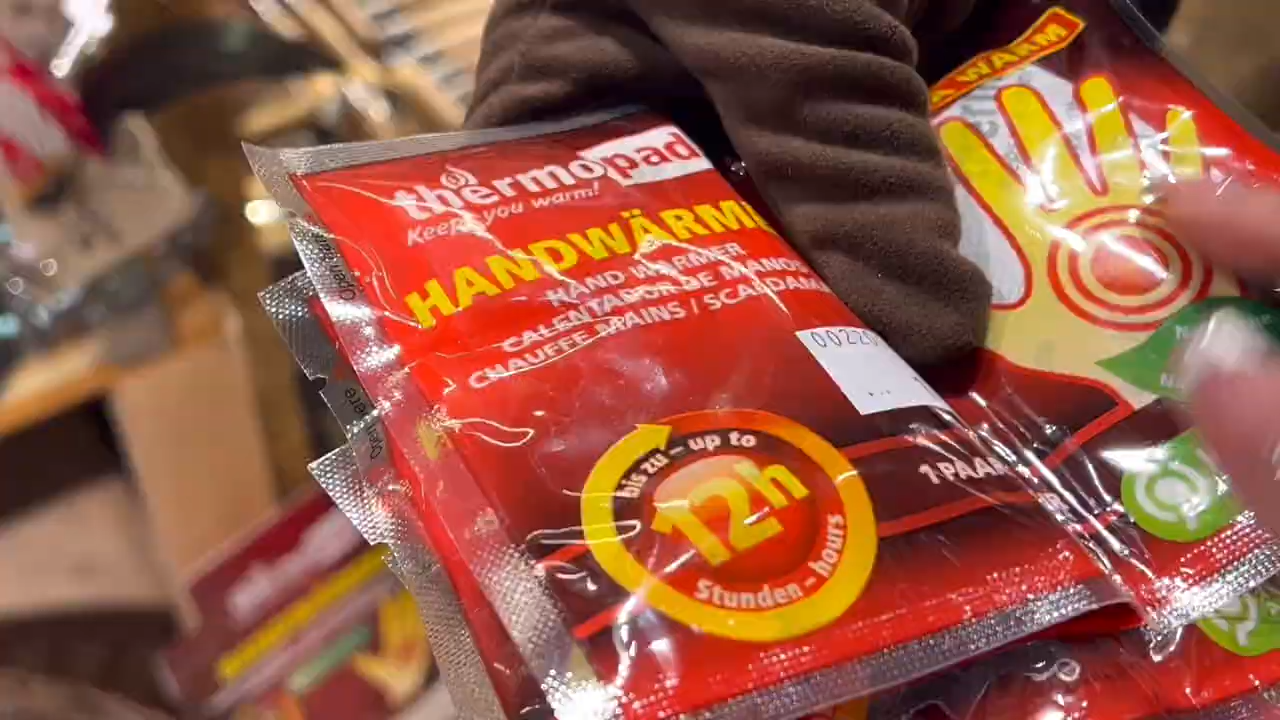 thermopad
Keeps you warm!
HANDWÄRME
HAND WARMER
CALENTADOR DE MANOS
CHAUFFE MAINS / SCALDAMA
0022
bis zu – up to
12h
Stunden – hours
1 PAAR
WARM